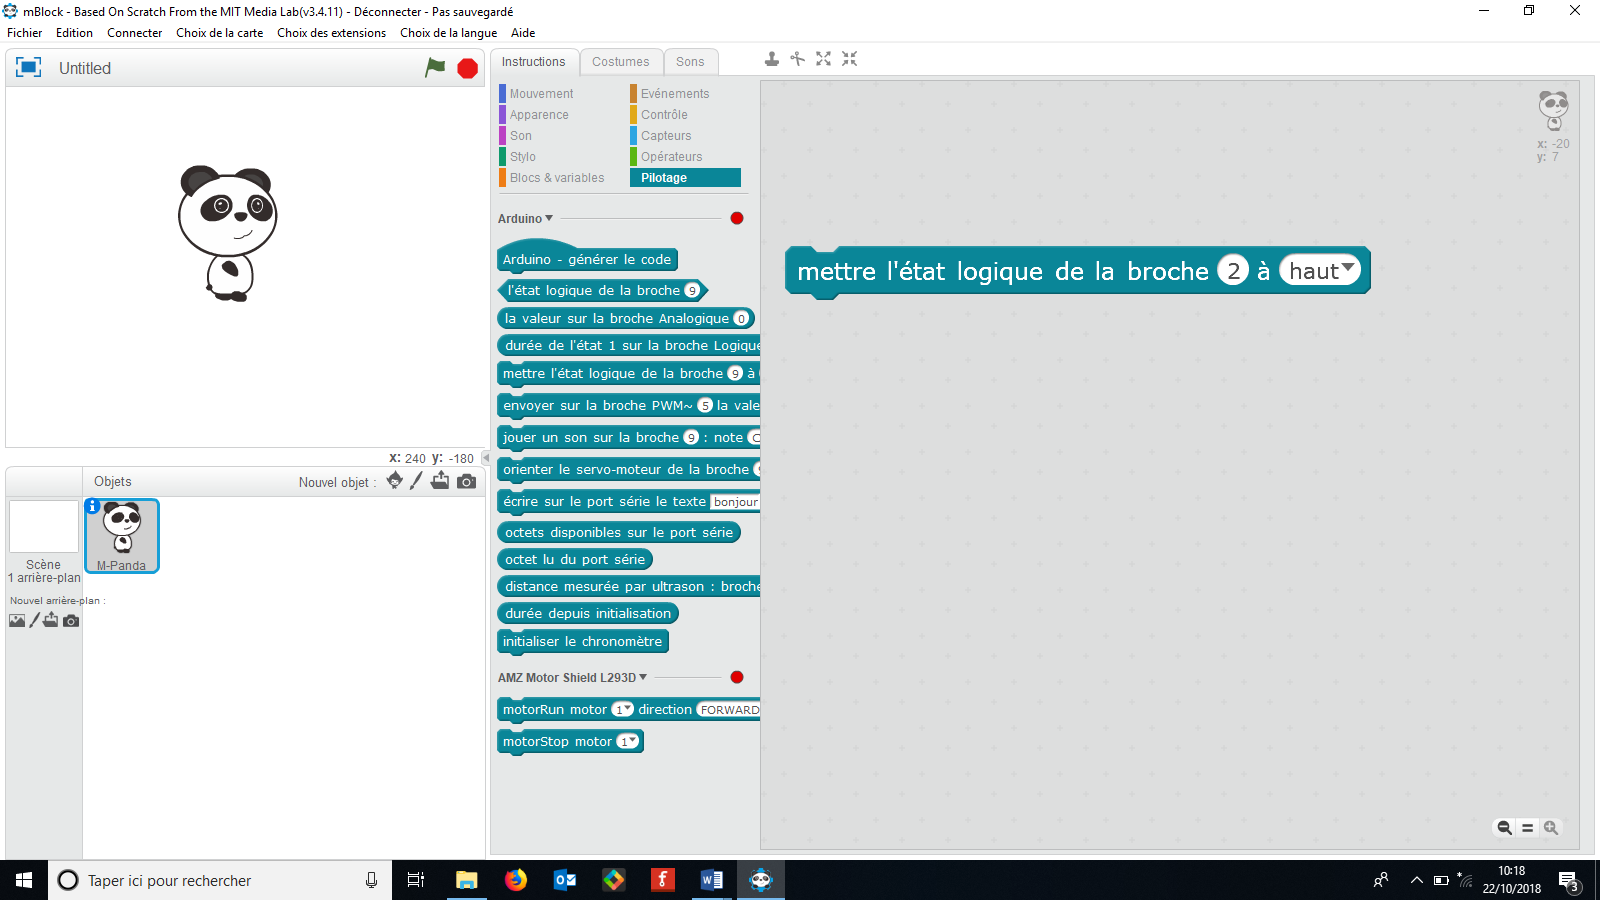 mBlock - Based On Scratch From the MIT Media Lab(v3.4.11) - Déconnecter - Pas sauvegardé
Fichier Edition Connecter Choix de la carte Choix des extensions Choix de la langue Aide
Untitled
x: 240 y: -180
Objets
Nouvel objet :
Scène
1 arrière-plan
Nouvel arrière-plan :
M-Panda
Instructions Costumes Sons
Mouvement Evénements
Apparence Contrôle
Son Capteurs
Stylo Opérateurs
Blocs & variables Pilotage
Arduino
Arduino - générer le code
l'état logique de la broche 9
la valeur sur la broche Analogique 0
durée de l'état 1 sur la broche Logique
mettre l'état logique de la broche 9 à
envoyer sur la broche PWM~ 5 la vale
jouer un son sur la broche 9 : note C
orienter le servo-moteur de la broche
écrire sur le port série le texte bonjour
octets disponibles sur le port série
octet lu du port série
distance mesurée par ultrason : broche
durée depuis initialisation
initialiser le chronomètre
AMZ Motor Shield L293D
motorRun motor 1 direction FORWARD
motorStop motor 1
mettre l'état logique de la broche 2 à haut
x: -20
y: 7
Taper ici pour rechercher
10:18
22/10/2018
3